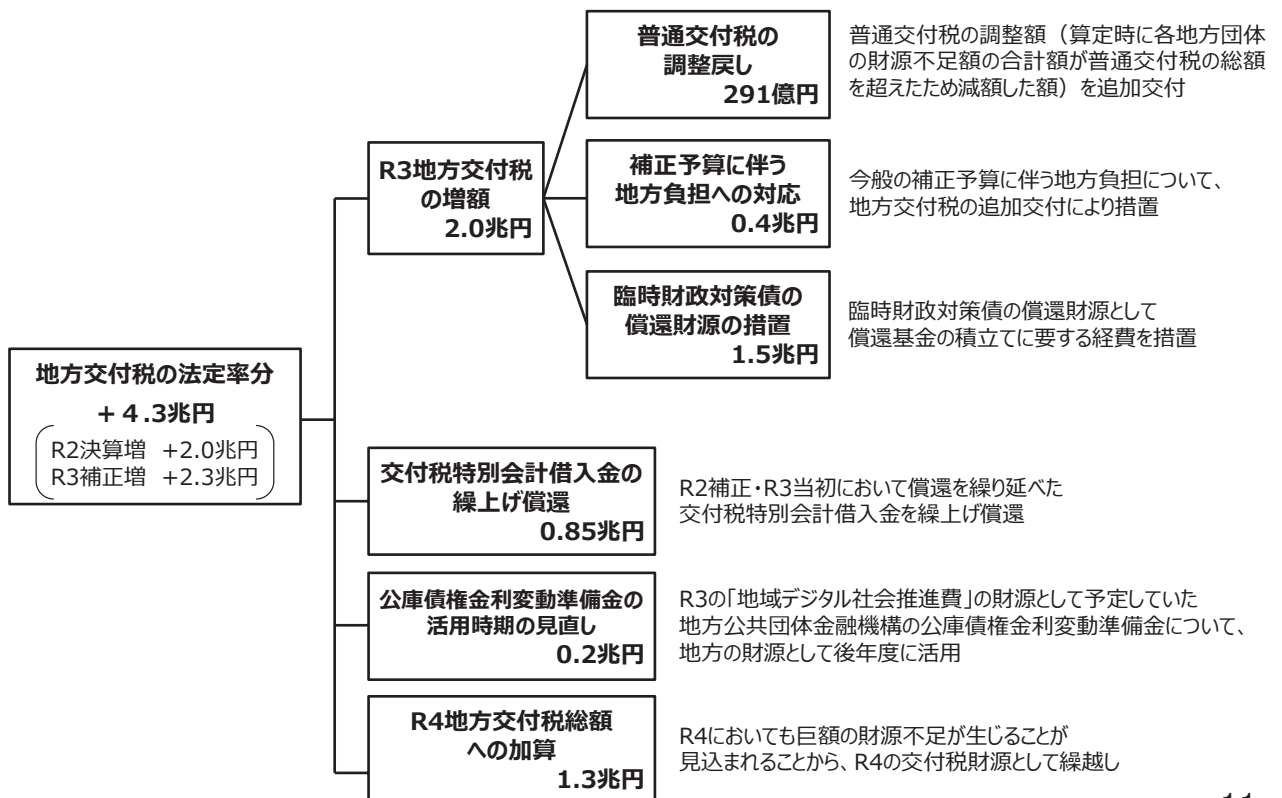 地方交付税の法定率分
+４.3兆円
R2決算増 +2.0兆円
R3補正増 +2.3兆円
R3地方交付税
の増額
2.0兆円
普通交付税の
調整戻し
291億円
普通交付税の調整額（算定時に各地方団体
の財源不足額の合計額が普通交付税の総額
を超えたため減額した額）を追加交付
補正予算に伴う
地方負担への対応
0.4兆円
今般の補正予算に伴う地方負担について、
地方交付税の追加交付により措置
臨時財政対策債の
償還財源の措置
1.5兆円
臨時財政対策債の償還財源として
償還基金の積立てに要する経費を措置
交付税特別会計借入金の
繰上げ償還
0.85兆円
R2補正・R3当初において償還を繰り延べた
交付税特別会計借入金を繰上げ償還
公庫債権金利変動準備金の
活用時期の見直し
0.2兆円
R3の「地域デジタル社会推進費」の財源として予定していた
地方公共団体金融機構の公庫債権金利変動準備金について、
地方の財源として後年度に活用
R4地方交付税総額
への加算
1.3兆円
R4においても巨額の財源不足が生じることが
見込まれることから、R4の交付税財源として繰越し